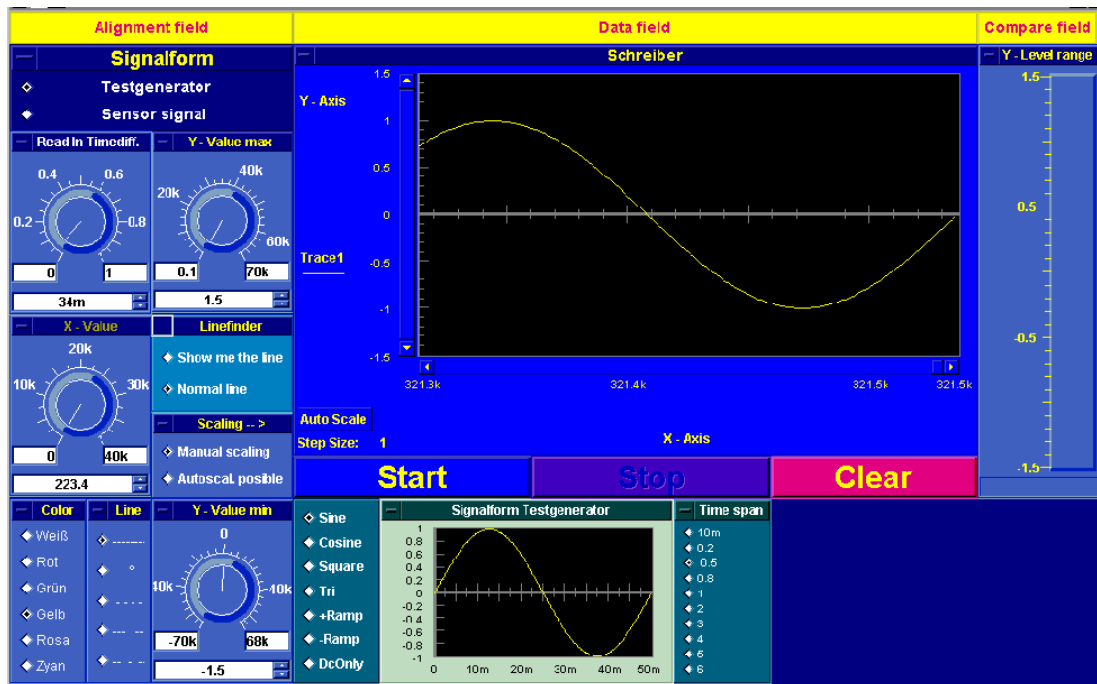 Alignment field
Data field
Compare field
Signalform
Testgenerator
Sensor signal
Schreiber
Y - Level range
Read In Timediff.
Y - Value max
0.4
0.6
0.2
0.8
0
1
34m
40k
20k
60k
0.1
70k
1.5
X - Value
20k
10k
30k
0
40k
223.4
Linefinder
Show me the line
Normal line
Scaling -- >
Manual scaling
Autoscal. posible
Y - Axis
Trace1
1.5
1
0.5
0
-0.5
-1
-1.5
321.3k
321.4k
321.5k
321.5k
Auto Scale
Step Size: 1
X - Axis
Start
Stop
Clear
1.5
0.5
-0.5
-1.5
Color
Weiß
Rot
Grün
Gelb
Rosa
Zyan
Line
Y - Value min
0
40k
-70k
68k
-1.5
Sine
Cosine
Square
Tri
+Ramp
-Ramp
DcOnly
Signalform Testgenerator
1
0.8
0.6
0.4
0.2
0
-0.2
-0.4
-0.6
-0.8
-1
0
10m
20m
30m
40m
50m
Time span
10m
0.2
0.5
0.8
1
2
3
4
5
6